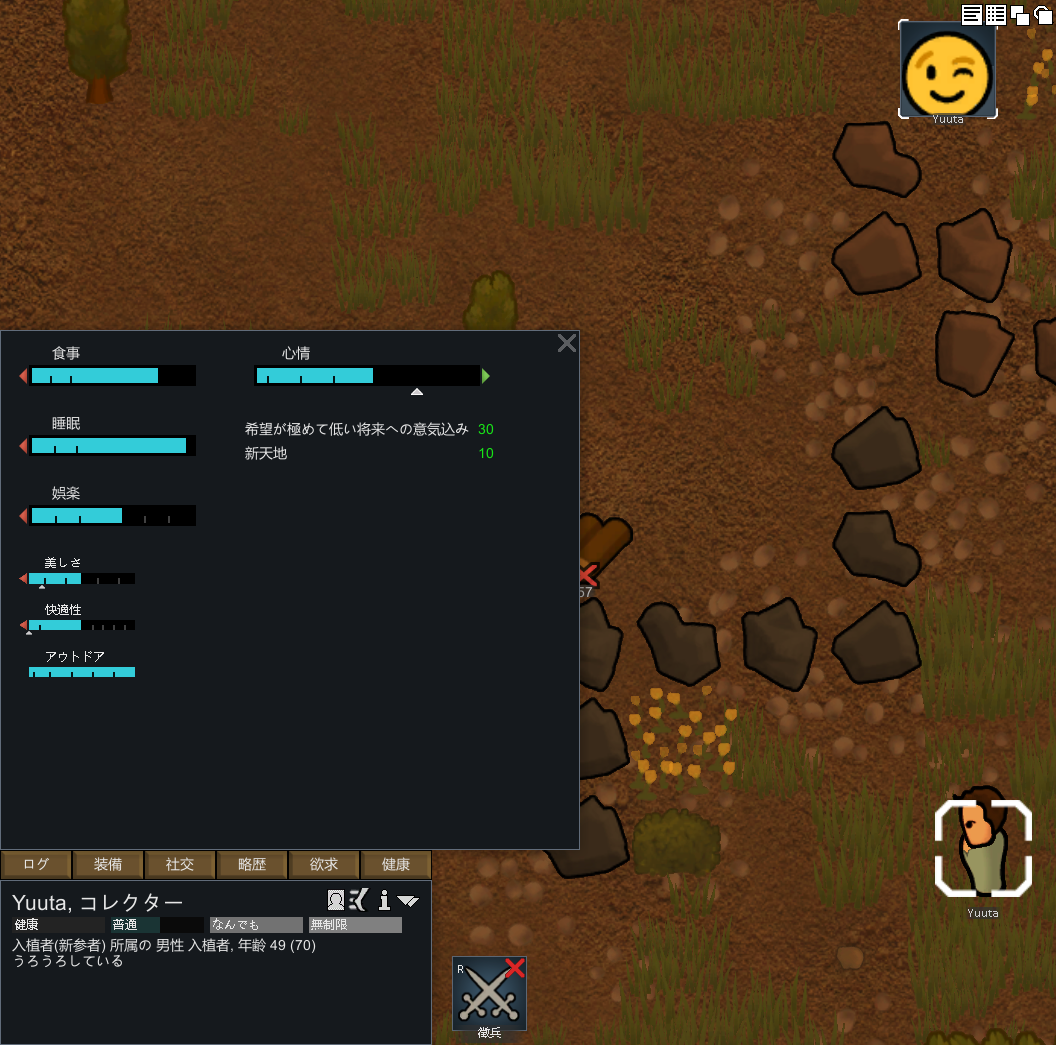 Yuuta
食事
心情
希望が極めて低い将来への意気込み 30
新天地 10
睡眠
娯楽
美しさ
快適性
アウトドア
57
ログ 装備 社交 略歴 欲求 健康
Yuuta, コレクター
健康 普通 なんでも 無制限
入植者(新参者) 所属の 男性 入植者, 年齢 49 (70)
うろうろしている
Yuuta
R
徴兵